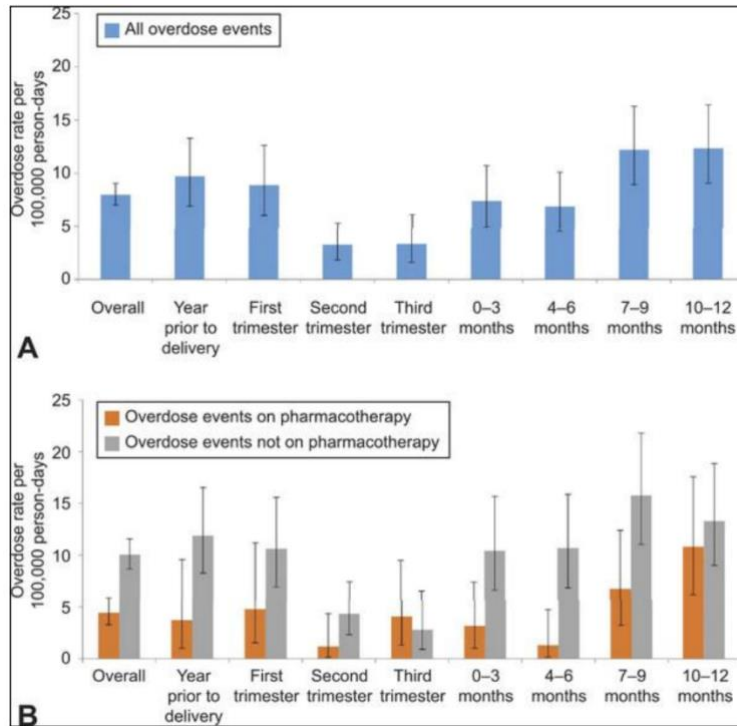 25
All overdose events
20
15
10
5
0
Overdose rate per
100,000 person-days
Overall
Year
prior to
delivery
First
trimester
Second
trimester
Third
trimester
0–3
months
4–6
months
7–9
months
10–12
months
A
25
Overdose events on pharmacotherapy
Overdose events not on pharmacotherapy
20
15
10
5
0
Overdose rate per
100,000 person-days
Overall
Year
prior to
delivery
First
trimester
Second
trimester
Third
trimester
0–3
months
4–6
months
7–9
months
10–12
months
B